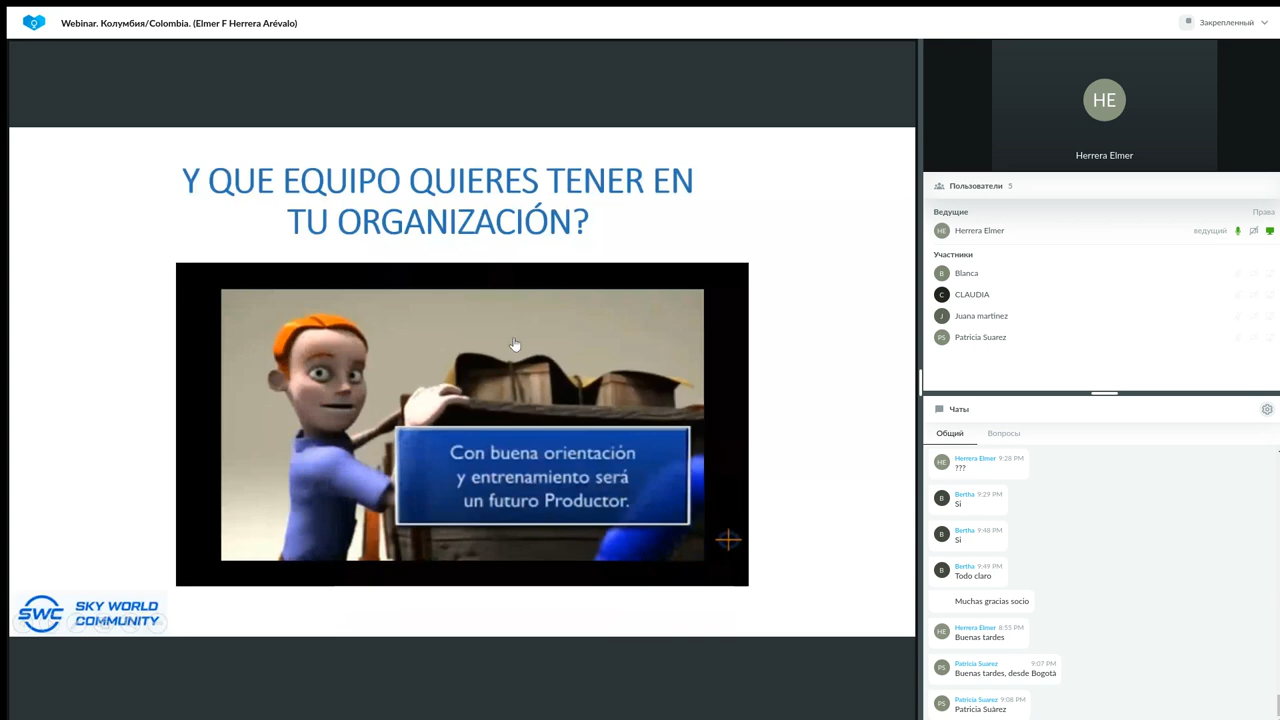 Webinar. Колумбия/Colombia. (Elmer F Herrera Arévalo)
Закрепленный
Y QUE EQUIPO QUIERES TENER EN
TU ORGANIZACIÓN?
Con buena orientación
y entrenamiento será
un futuro Productor.
SWC SKY WORLD
COMMUNITY
HE
Herrera Elmer
Пользователи 5
Ведущие Права
HE Herrera Elmer ведущий
Участники
B Blanca
C CLAUDIA
J Juana martinez
PS Patricia Suarez
Чаты
Общий Вопросы
HE Herrera Elmer 9:28 PM
???
B Bertha 9:29 PM
Si
B Bertha 9:48 PM
Si
B Bertha 9:49 PM
Todo claro
Muchas gracias socio
HE Herrera Elmer 8:55 PM
Buenas tardes
PS Patricia Suarez 9:07 PM
Buenas tardes, desde Bogotà
PS Patricia Suarez 9:08 PM
Patricia Suàrez